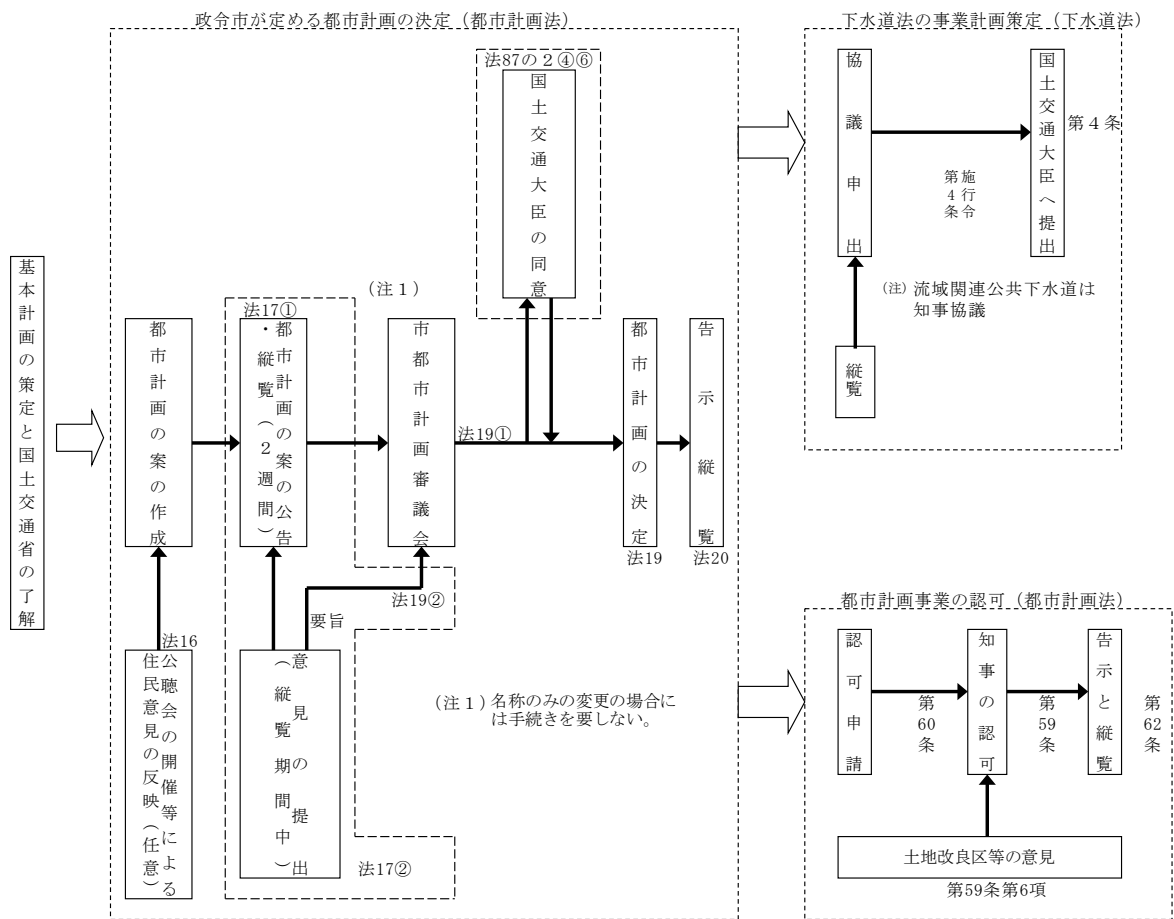 政令市が定める都市計画の決定（都市計画法）
下水道法の事業計画策定（下水道法）
基本計画の策定と国土交通省の了解
法87の２④⑥
国土交通大臣の同意
（注１）
都市計画の案の作成
法17①
都市計画の案の公告
・縦覧（２週間）
市都市計画審議会
法19①
都市計画の決定
法19
告示縦覧
法20
法19②
要旨
法16
公聴会の開催等による
住民意見の反映（任意）
意見の提出
（縦覧期間中）
法17②
（注１）名称のみの変更の場合に
は手続きを要しない。
協議申出
施行令
第４条
国土交通大臣へ提出
第４条
縦覧
（注）流域関連公共下水道は
知事協議
都市計画事業の認可（都市計画法）
認可申請
第60条
知事の認可
第59条
告示と縦覧
第62条
土地改良区等の意見
第59条第6項